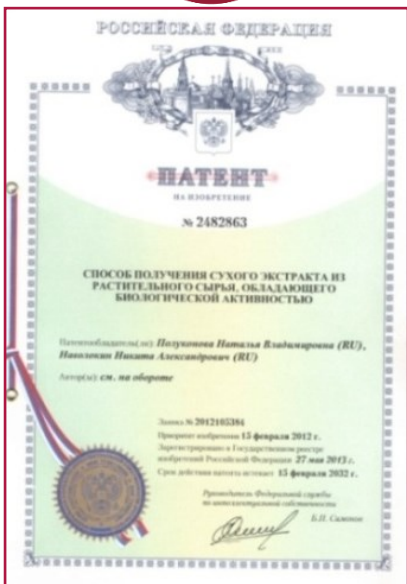 РОССИЙСКАЯ ФЕДЕРАЦИЯ
ПАТЕНТ
НА ИЗОБРЕТЕНИЕ
№ 2482863
СПОСОБ ПОЛУЧЕНИЯ СУХОГО ЭКСТРАКТА ИЗ
РАСТИТЕЛЬНОГО СЫРЬЯ, ОБЛАДАЮЩЕГО
БИОЛОГИЧЕСКОЙ АКТИВНОСТЬЮ
Патентообладатель(ли): Полуконова Наталья Владимировна (RU),
Наволокин Никита Александрович (RU)
Автор(ы): см. на обороте
Заявка № 2012105384
Приоритет изобретения 15 февраля 2012 г.
Зарегистрировано в Государственном реестре
изобретений Российской Федерации 27 мая 2013 г.
Срок действия патента истекает 15 февраля 2032 г.
Руководитель Федеральной службы
по интеллектуальной собственности
Б.П. Симонов